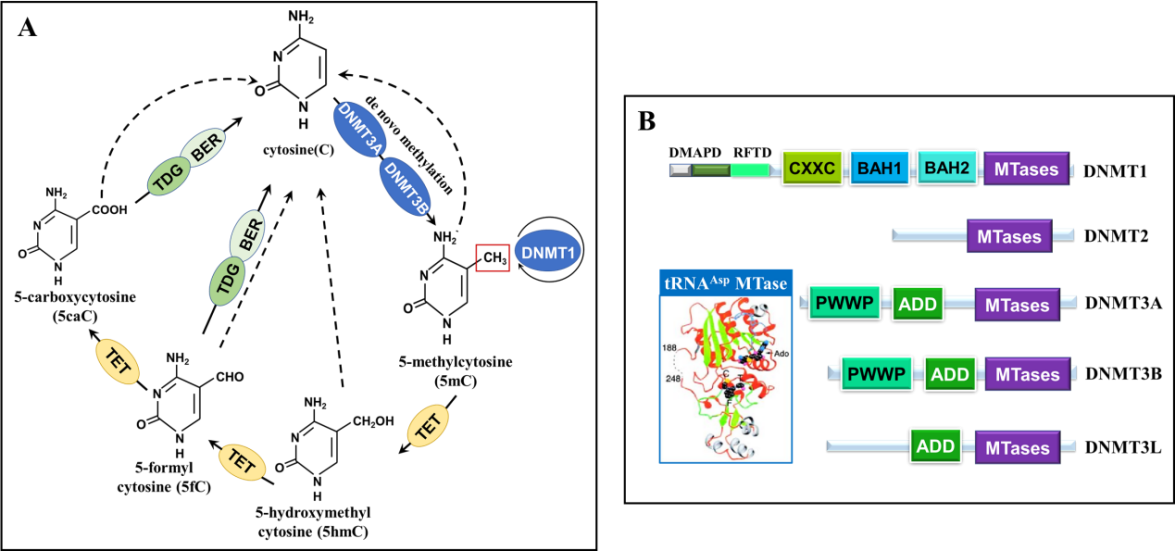 A
NH₂
N
O
N
H
cytosine(C)
de novo methylation
DNMT3A
DNMT3B
BER
TDG
NH₂
COOH
N
O
N
H
5-carboxycytosine
(5caC)
BER
TDG
NH₂
CH₃
N
O
N
H
DNMT1
5-methylcytosine
(5mC)
TET
TET
NH₂
CHO
N
O
N
H
5-formyl
cytosine (5fC)
TET
NH₂
CH₂OH
N
O
N
H
5-hydroxymethyl
cytosine (5hmC)
B
DMAPD RFTD
CXXC BAH1 BAH2 MTases DNMT1
MTases DNMT2
tRNAᴬˢᵖ MTase
188
248
Ado
C
T
F
PWWP ADD MTases DNMT3A
PWWP ADD MTases DNMT3B
ADD MTases DNMT3L